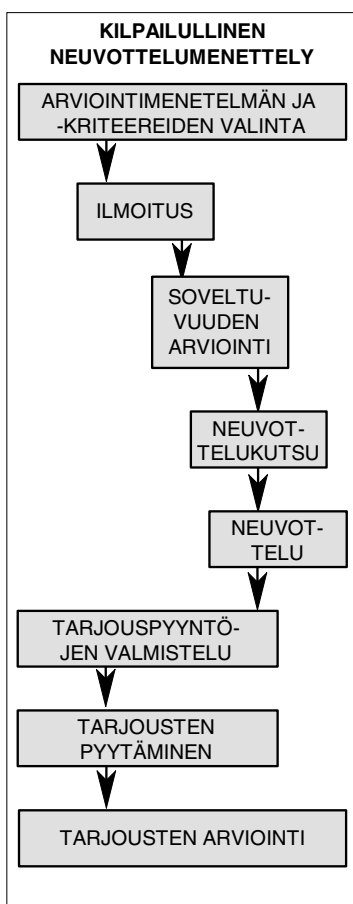 KILPAILULLINEN
NEUVOTTELUMENETTELY
ARVIOINTIMENETELMÄN JA
-KRITEEREIDEN VALINTA
ILMOITUS
SOVELTU-
VUUDEN
ARVIOINTI
NEUVOT-
TELUKUTSU
NEUVOT-
TELU
TARJOUSPYYNTÖ-
JEN VALMISTELU
TARJOUSTEN
PYYTÄMINEN
TARJOUSTEN ARVIOINTI